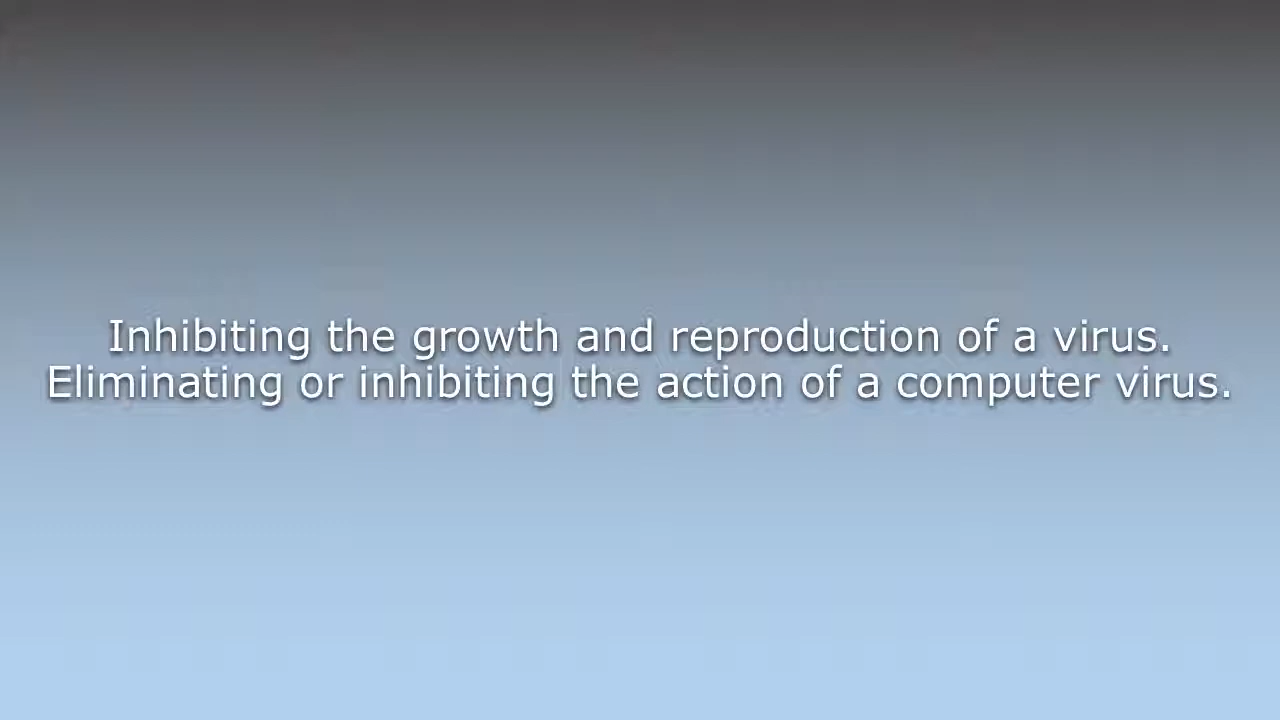 Inhibiting the growth and reproduction of a virus.
Eliminating or inhibiting the action of a computer virus.